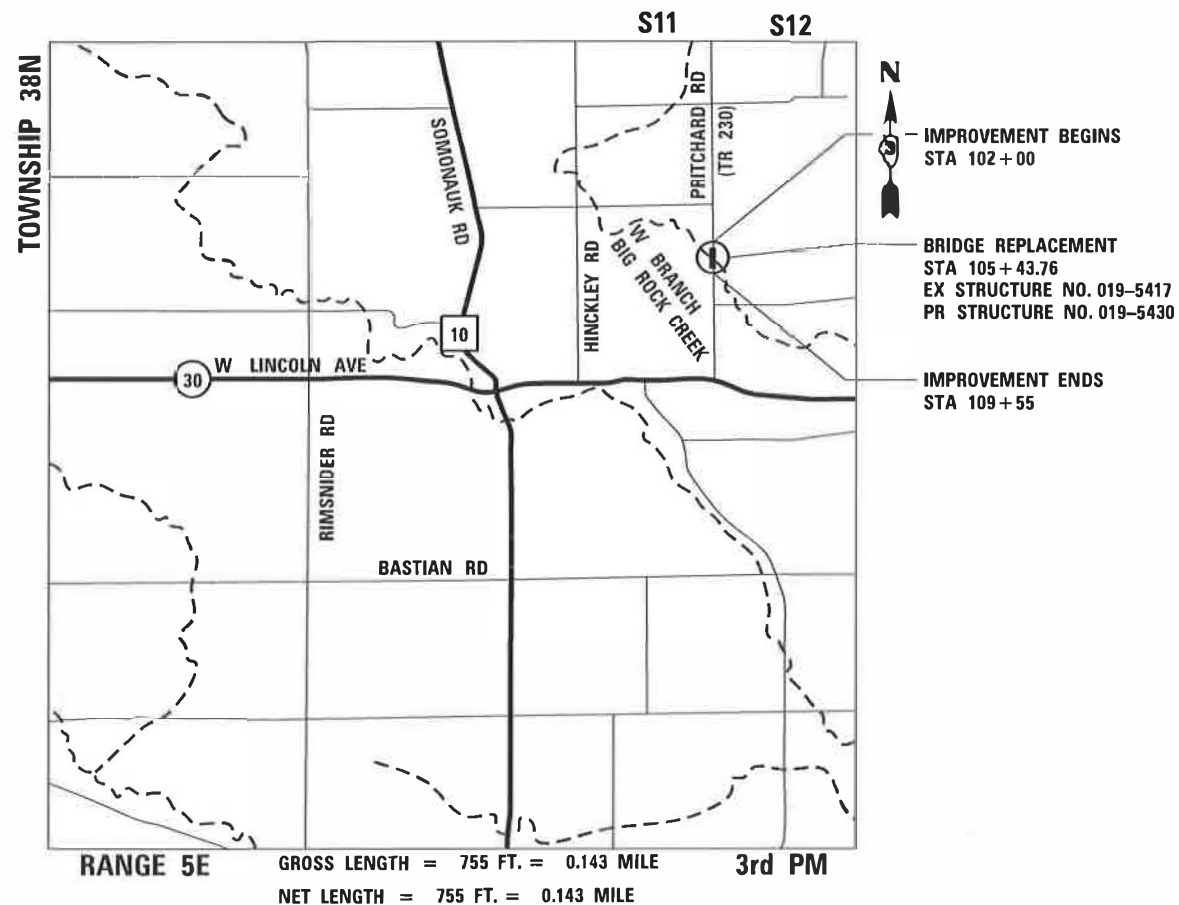 S11 S12
TOWNSHIP 38N
N
SOMONAUK RD
PRITCHARD RD
(TR 230)
IMPROVEMENT BEGINS
STA 102+00
HINCKLEY RD
W BRANCH
BIG ROCK CREEK
BRIDGE REPLACEMENT
STA 105+43.76
EX STRUCTURE NO. 019-5417
PR STRUCTURE NO. 019-5430
10
30
W LINCOLN AVE
IMPROVEMENT ENDS
STA 109+55
RIMSNIDER RD
BASTIAN RD
RANGE 5E
3rd PM
GROSS LENGTH = 755 FT. = 0.143 MILE
NET LENGTH = 755 FT. = 0.143 MILE